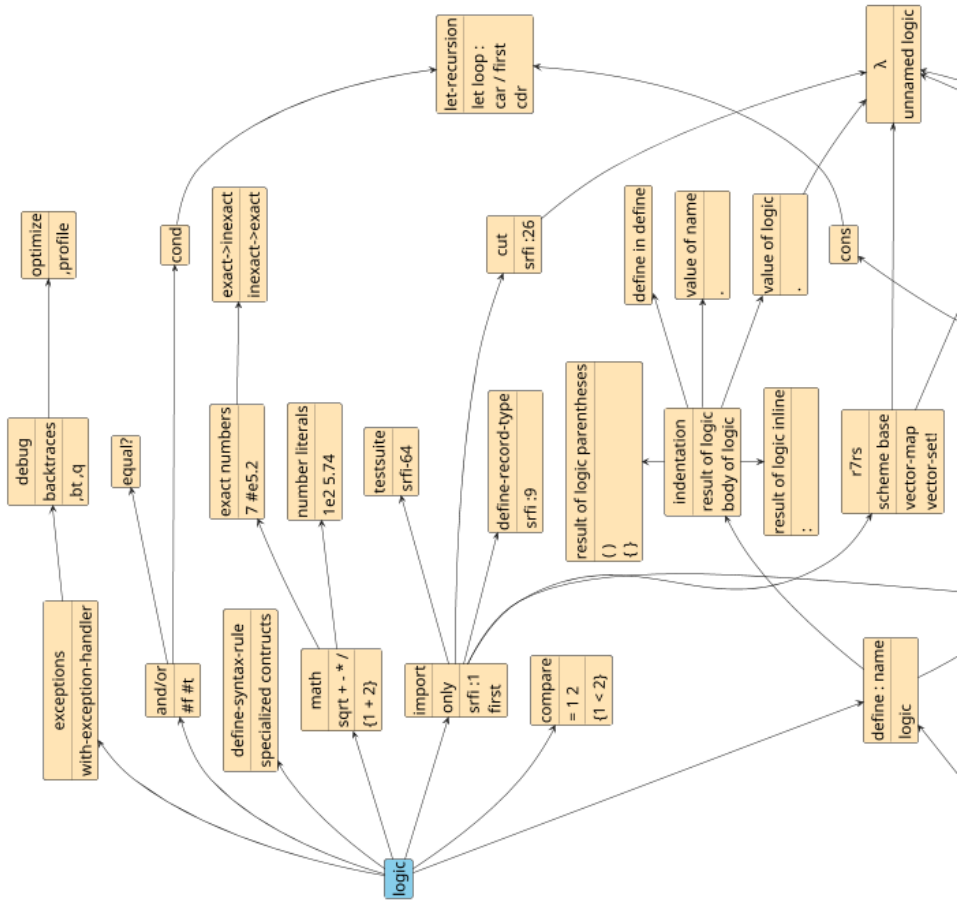 let-recursion
let loop :
car / first
cdr
λ
unnamed logic
optimize
,profile
cond
exact->inexact
inexact->exact
cut
srfi :26
define in define
value of name
.
value of logic
.
cons
debug
backtraces
,bt ,q
equal?
exact numbers
7 #e5.2
number literals
1e2 5.74
testsuite
srfi-64
define-record-type
srfi :9
result of logic parentheses
( )
{ }
indentation
result of logic
body of logic
result of logic inline
:
r7rs
scheme base
vector-map
vector-set!
exceptions
with-exception-handler
and/or
#f #t
define-syntax-rule
specialized contructs
math
sqrt + - * /
{1 + 2}
import
only
srfi :1
first
compare
= 1 2
{1 < 2}
define : name
logic
logic